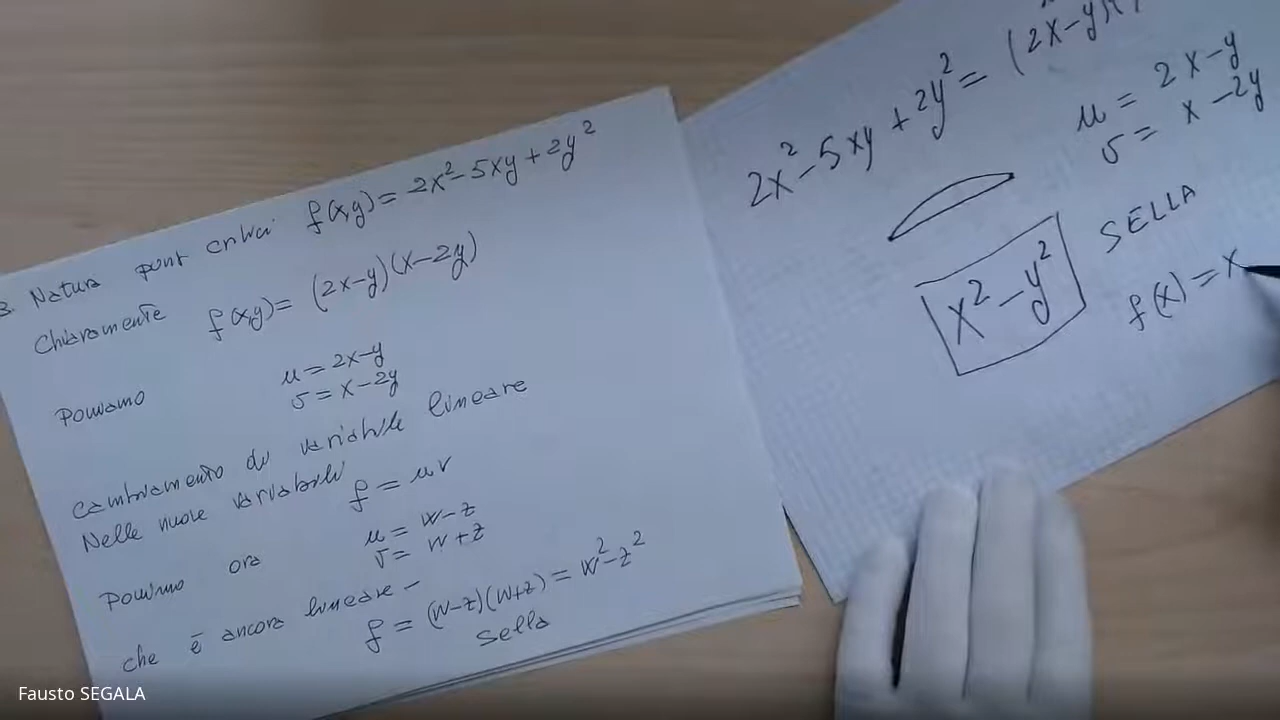 3. Natura punti critici f(x,y) = 2x² - 5xy + 2y²
Chiaramente f(x,y) = (2x-y)(x-2y)
Poniamo u = 2x-y
v = x-2y
Cambiamento di variabile lineare
Nelle nuove variabili f = uv
Poniamo ora u = w-z
v = w+z
che è ancora lineare -
f = (w-z)(w+z) = w² - z²
Sella
2x² - 5xy + 2y² = (2x-y)(
u = 2x-y
v = x-2y
x² - y² SELLA
f(x) = x
Fausto SEGALA